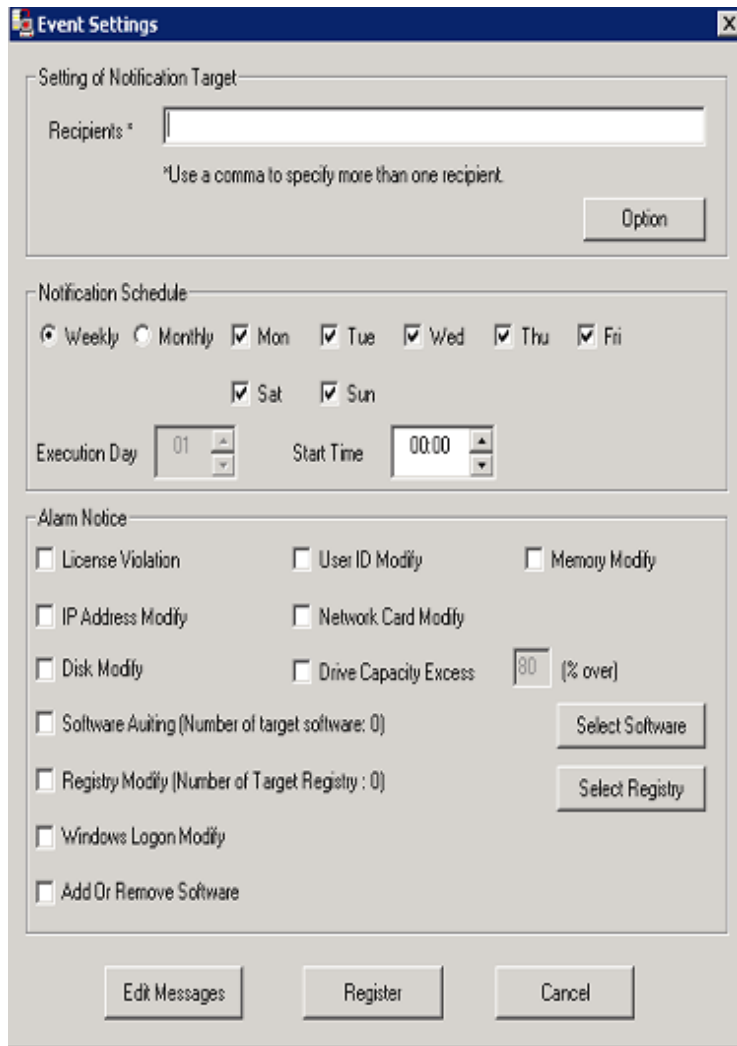 Event Settings
Setting of Notification Target
Recipients *
*Use a comma to specify more than one recipient.
Option
Notification Schedule
Weekly Monthly Mon Tue Wed Thu Fri
Sat Sun
Execution Day 01 Start Time 00:00
Alarm Notice
License Violation User ID Modify Memory Modify
IP Address Modify Network Card Modify
Disk Modify Drive Capacity Excess 80 (% over)
Software Auiting (Number of target software: 0) Select Software
Registry Modify (Number of Target Registry : 0) Select Registry
Windows Logon Modify
Add Or Remove Software
Edit Messages Register Cancel